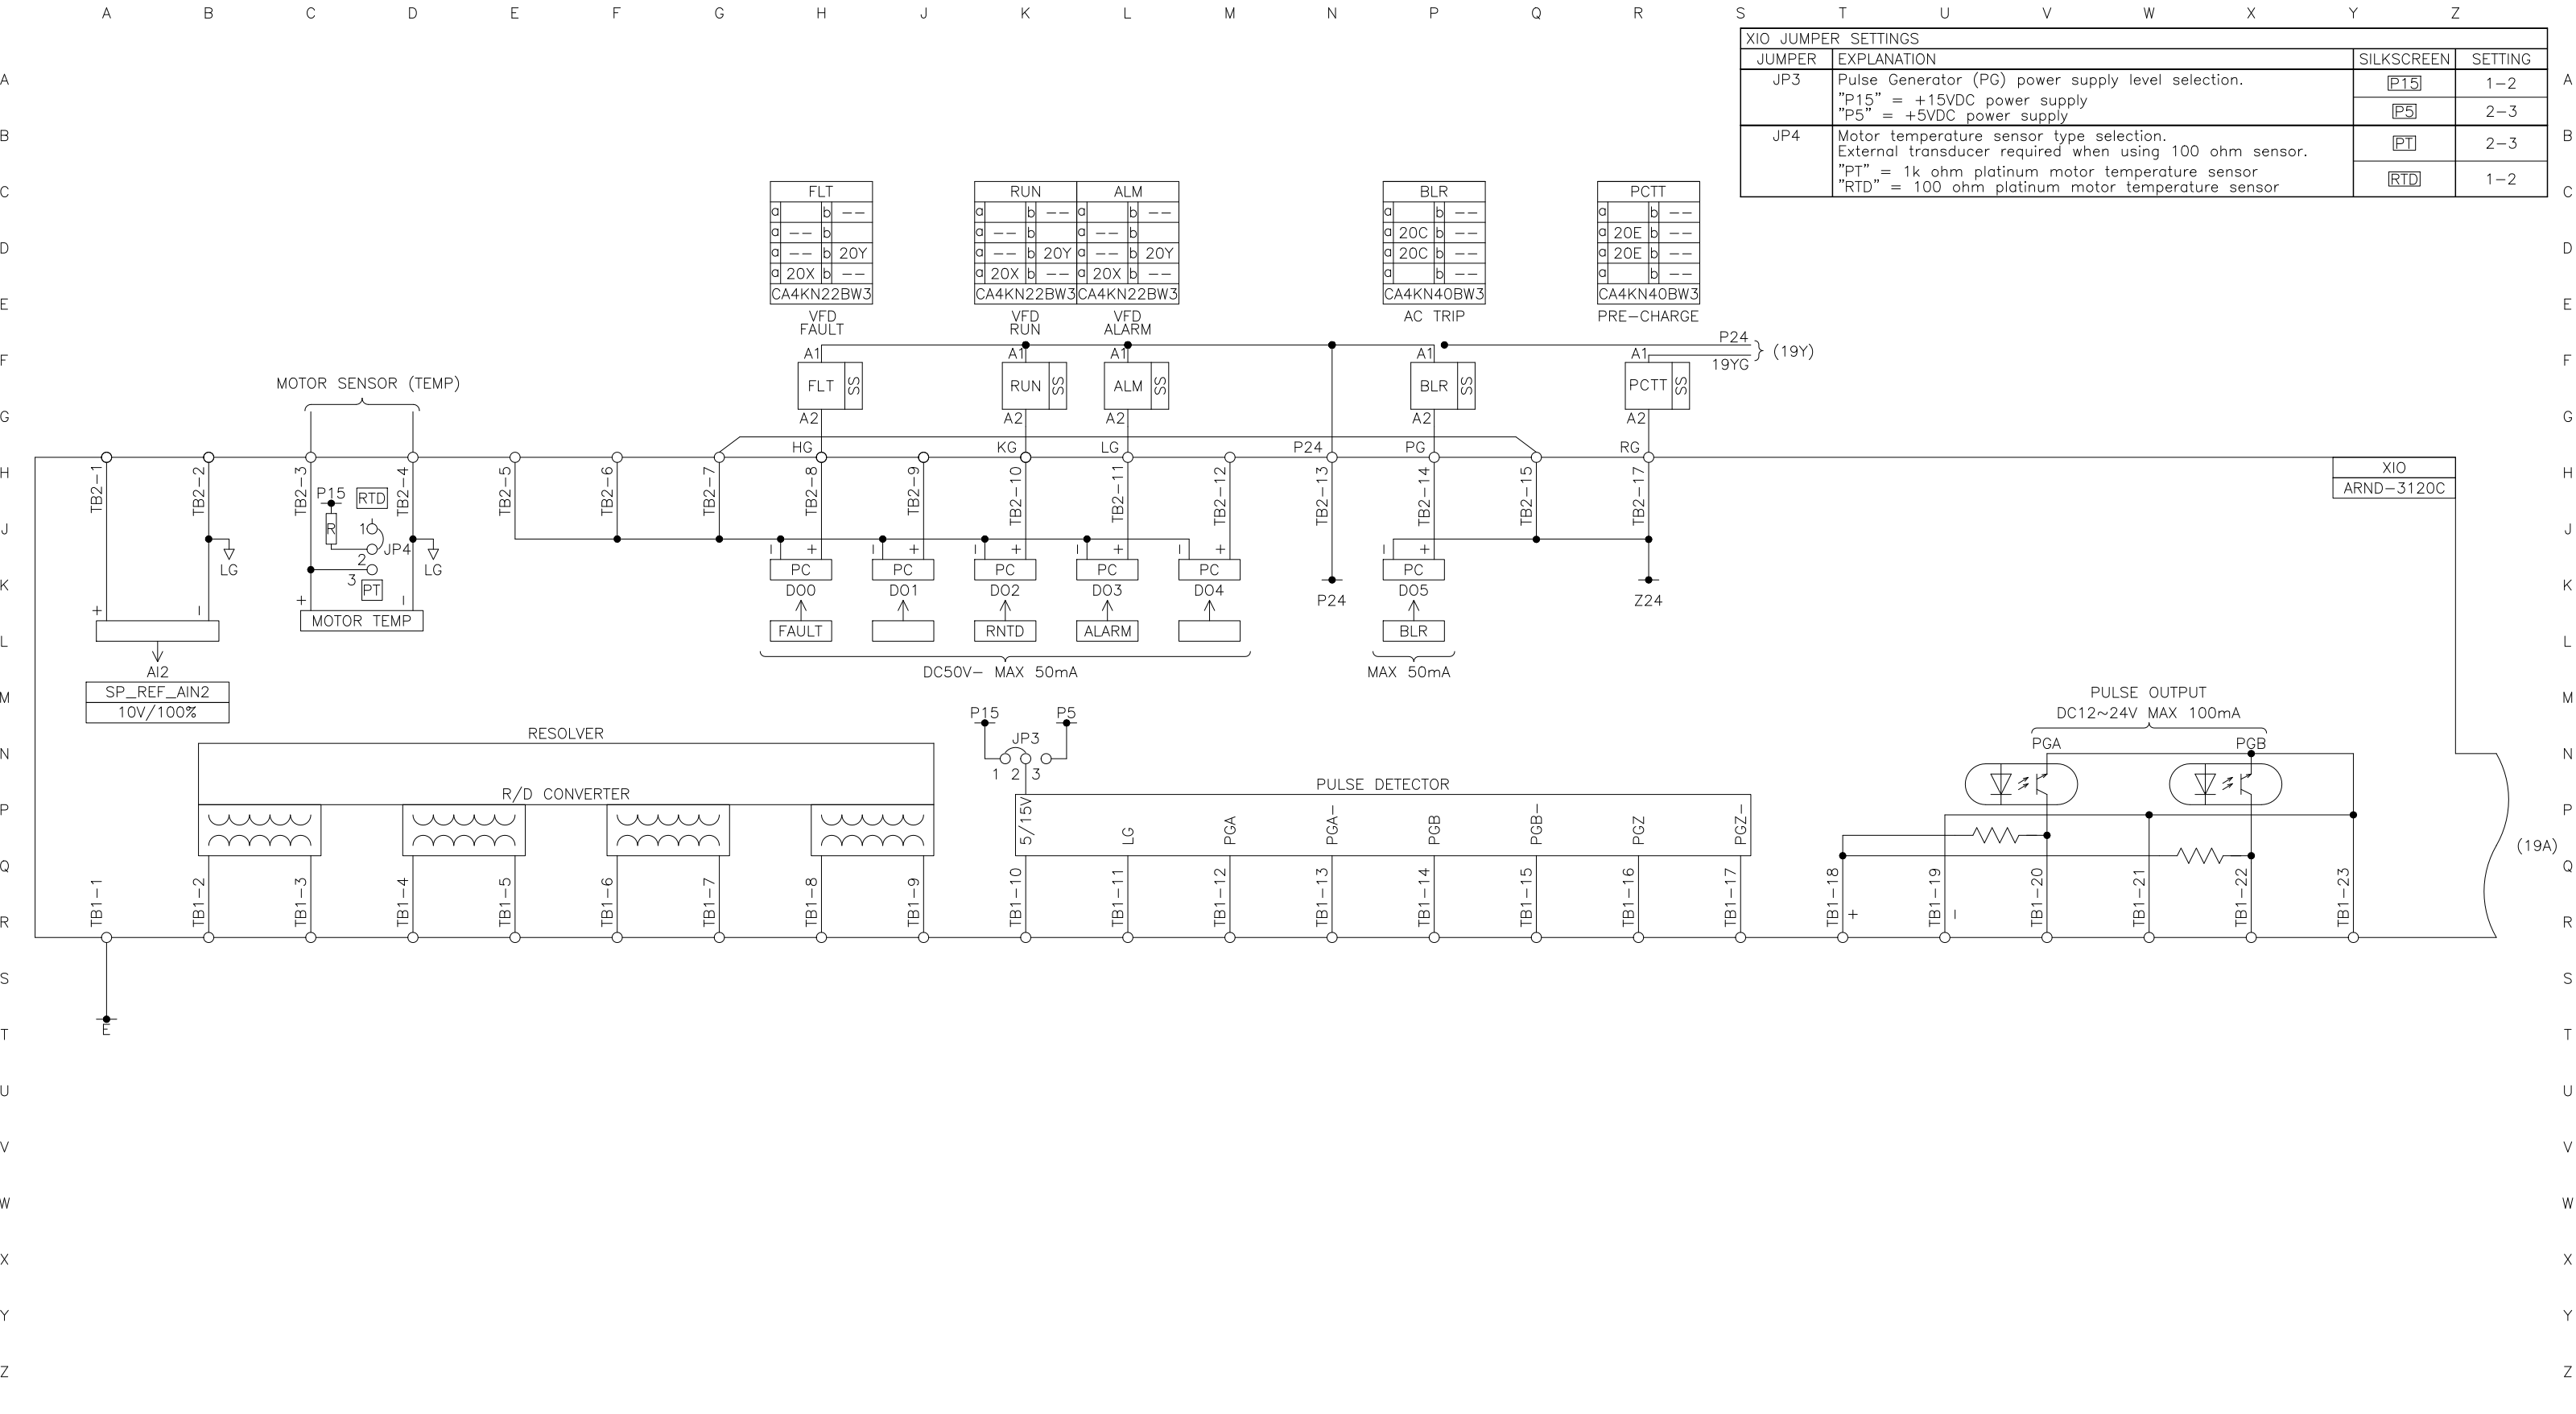 A B C D E F G H J K L M N P Q R S T U V W X Y Z
XIO JUMPER SETTINGS
JUMPER EXPLANATION SILKSCREEN SETTING
JP3 Pulse Generator (PG) power supply level selection. P15 1-2
"P15" = +15VDC power supply
"P5" = +5VDC power supply P5 2-3
JP4 Motor temperature sensor type selection. PT 2-3
External transducer required when using 100 ohm sensor.
"PT" = 1k ohm platinum motor temperature sensor
"RTD" = 100 ohm platinum motor temperature sensor RTD 1-2
FLT RUN ALM BLR PCTT
a b -- a b -- a b -- a b -- a b --
a -- b a -- b a -- b a 20C b -- a 20E b --
a -- b 20Y a -- b 20Y a -- b 20Y a 20C b -- a 20E b --
a 20X b -- a 20X b -- a 20X b -- a b -- a b --
CA4KN22BW3 CA4KN22BW3 CA4KN22BW3 CA4KN40BW3 CA4KN40BW3
VFD VFD VFD AC TRIP PRE-CHARGE
FAULT RUN ALARM
P24
A1 A1 A1 A1 A1 (19Y)
19YG
MOTOR SENSOR (TEMP)
FLT SS RUN SS ALM SS BLR SS PCTT SS
A2 A2 A2 A2 A2
HG KG LG P24 PG RG
TB2-1 TB2-2 TB2-3 TB2-4 TB2-5 TB2-6 TB2-7 TB2-8 TB2-9 TB2-10 TB2-11 TB2-12 TB2-13 TB2-14 TB2-15 TB2-17
XIO
ARND-3120C
P15 RTD
R 1
JP4
2
3
PT
LG LG
- + - + - + - + - + - +
PC PC PC PC PC PC
DO0 DO1 DO2 DO3 DO4 P24 DO5 Z24
+ - + -
MOTOR TEMP
FAULT RNTD ALARM BLR
AI2
DC50V- MAX 50mA MAX 50mA
SP_REF_AIN2
10V/100%
PULSE OUTPUT
DC12~24V MAX 100mA
P15 P5
JP3
1 2 3
PGA PGB
RESOLVER
R/D CONVERTER
PULSE DETECTOR
5/15V LG PGA PGA- PGB PGB- PGZ PGZ-
(19A)
TB1-1 TB1-2 TB1-3 TB1-4 TB1-5 TB1-6 TB1-7 TB1-8 TB1-9 TB1-10 TB1-11 TB1-12 TB1-13 TB1-14 TB1-15 TB1-16 TB1-17 TB1-18 TB1-19 TB1-20 TB1-21 TB1-22 TB1-23
+ -
E
A A
B B
C C
D D
E E
F F
G G
H H
J J
K K
L L
M M
N N
P P
Q Q
R R
S S
T T
U U
V V
W W
X X
Y Y
Z Z